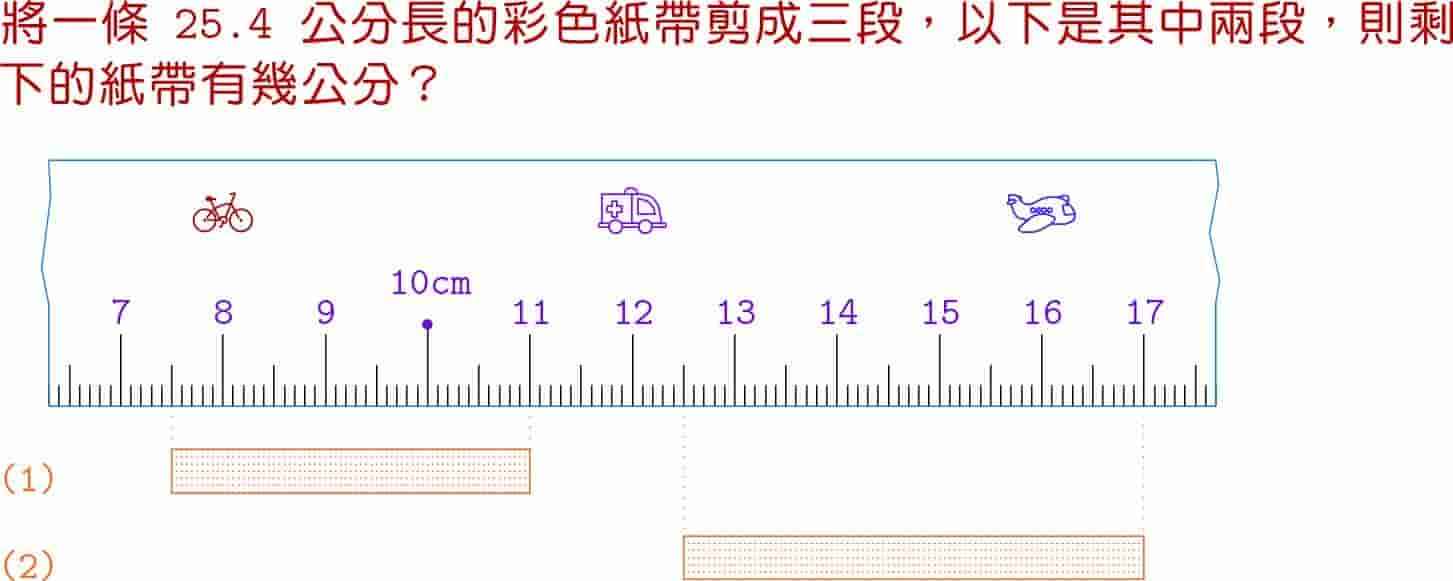 將一條 25.4 公分長的彩色紙帶剪成三段，以下是其中兩段，則剩
下的紙帶有幾公分？
10cm
7 8 9 11 12 13 14 15 16 17
(1)
(2)